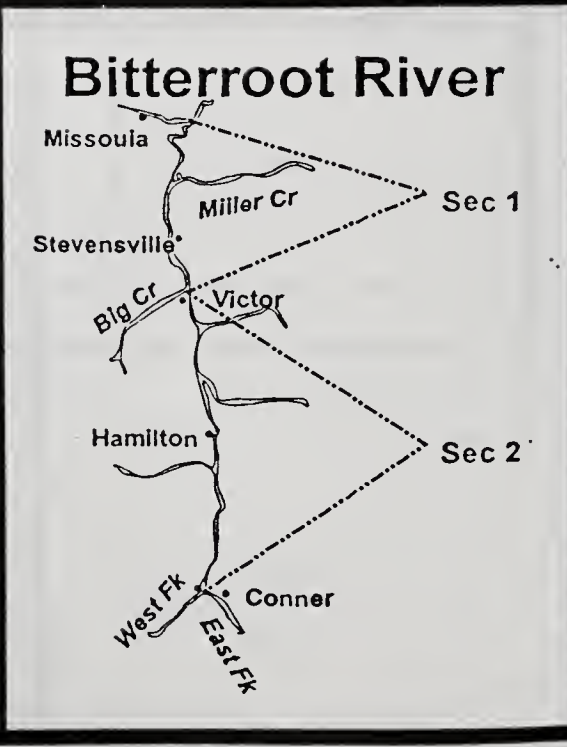 Bitterroot River
Missoula
Sec 1
Miller Cr
Stevensville
Big Cr
Victor
Hamilton
Sec 2
West Fk
Conner
East Fk